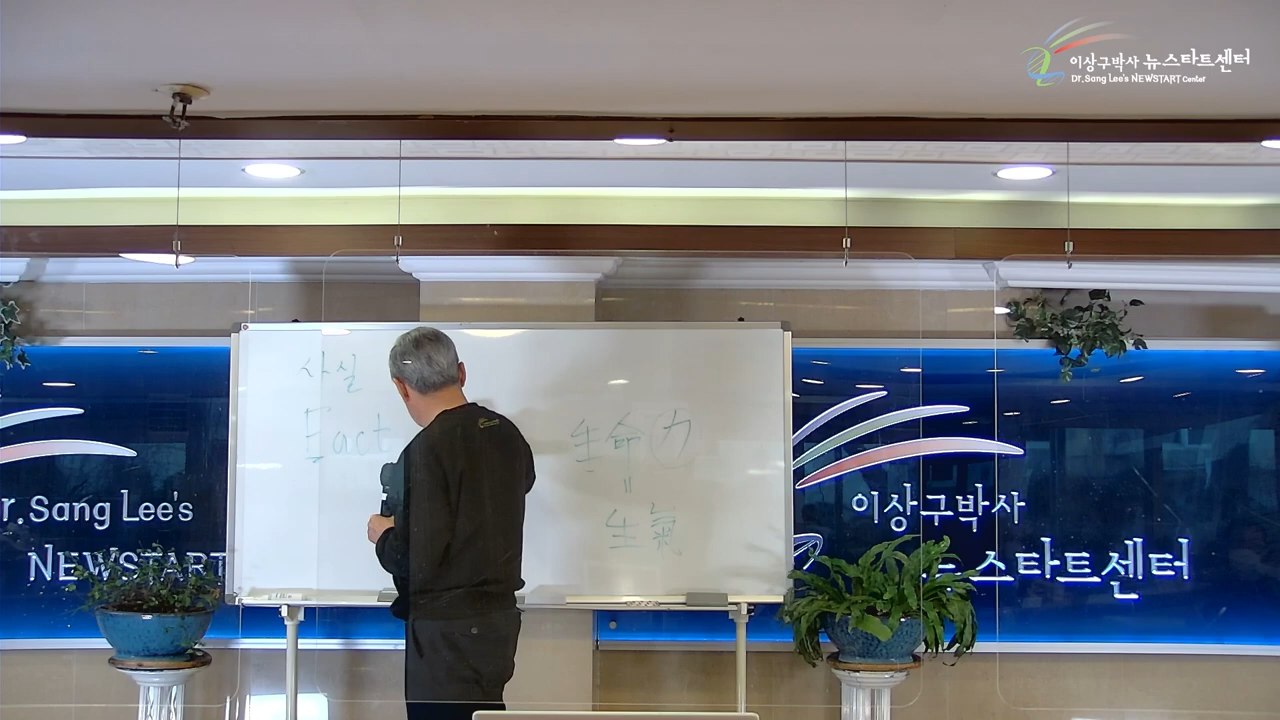 이상구박사 뉴스타트센터
Dr. Sang Lee's NEWSTART Center
사실
Fact
生命力
=
生氣
r. Sang Lee's
NEWSTART
이상구박사
뉴스타트센터